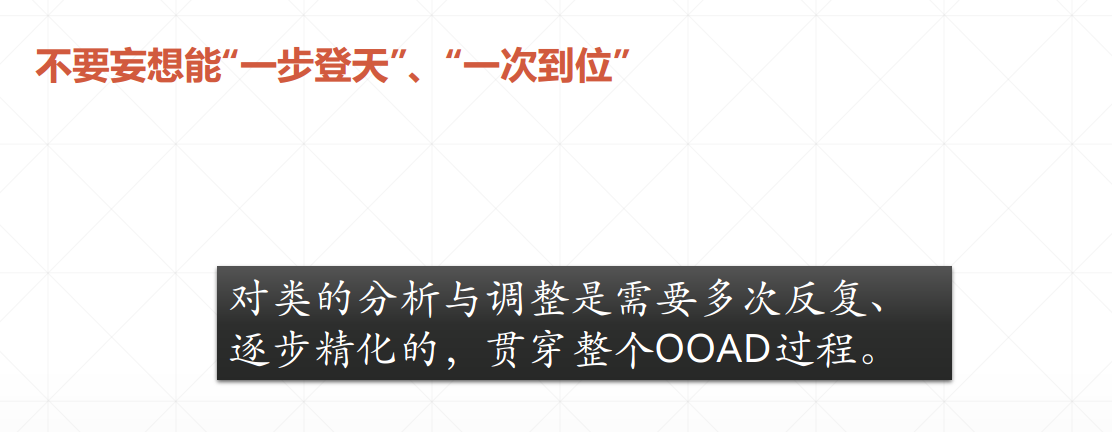 不要妄想能“一步登天”、“一次到位”
对类的分析与调整是需要多次反复、
逐步精化的，贯穿整个OOAD过程。